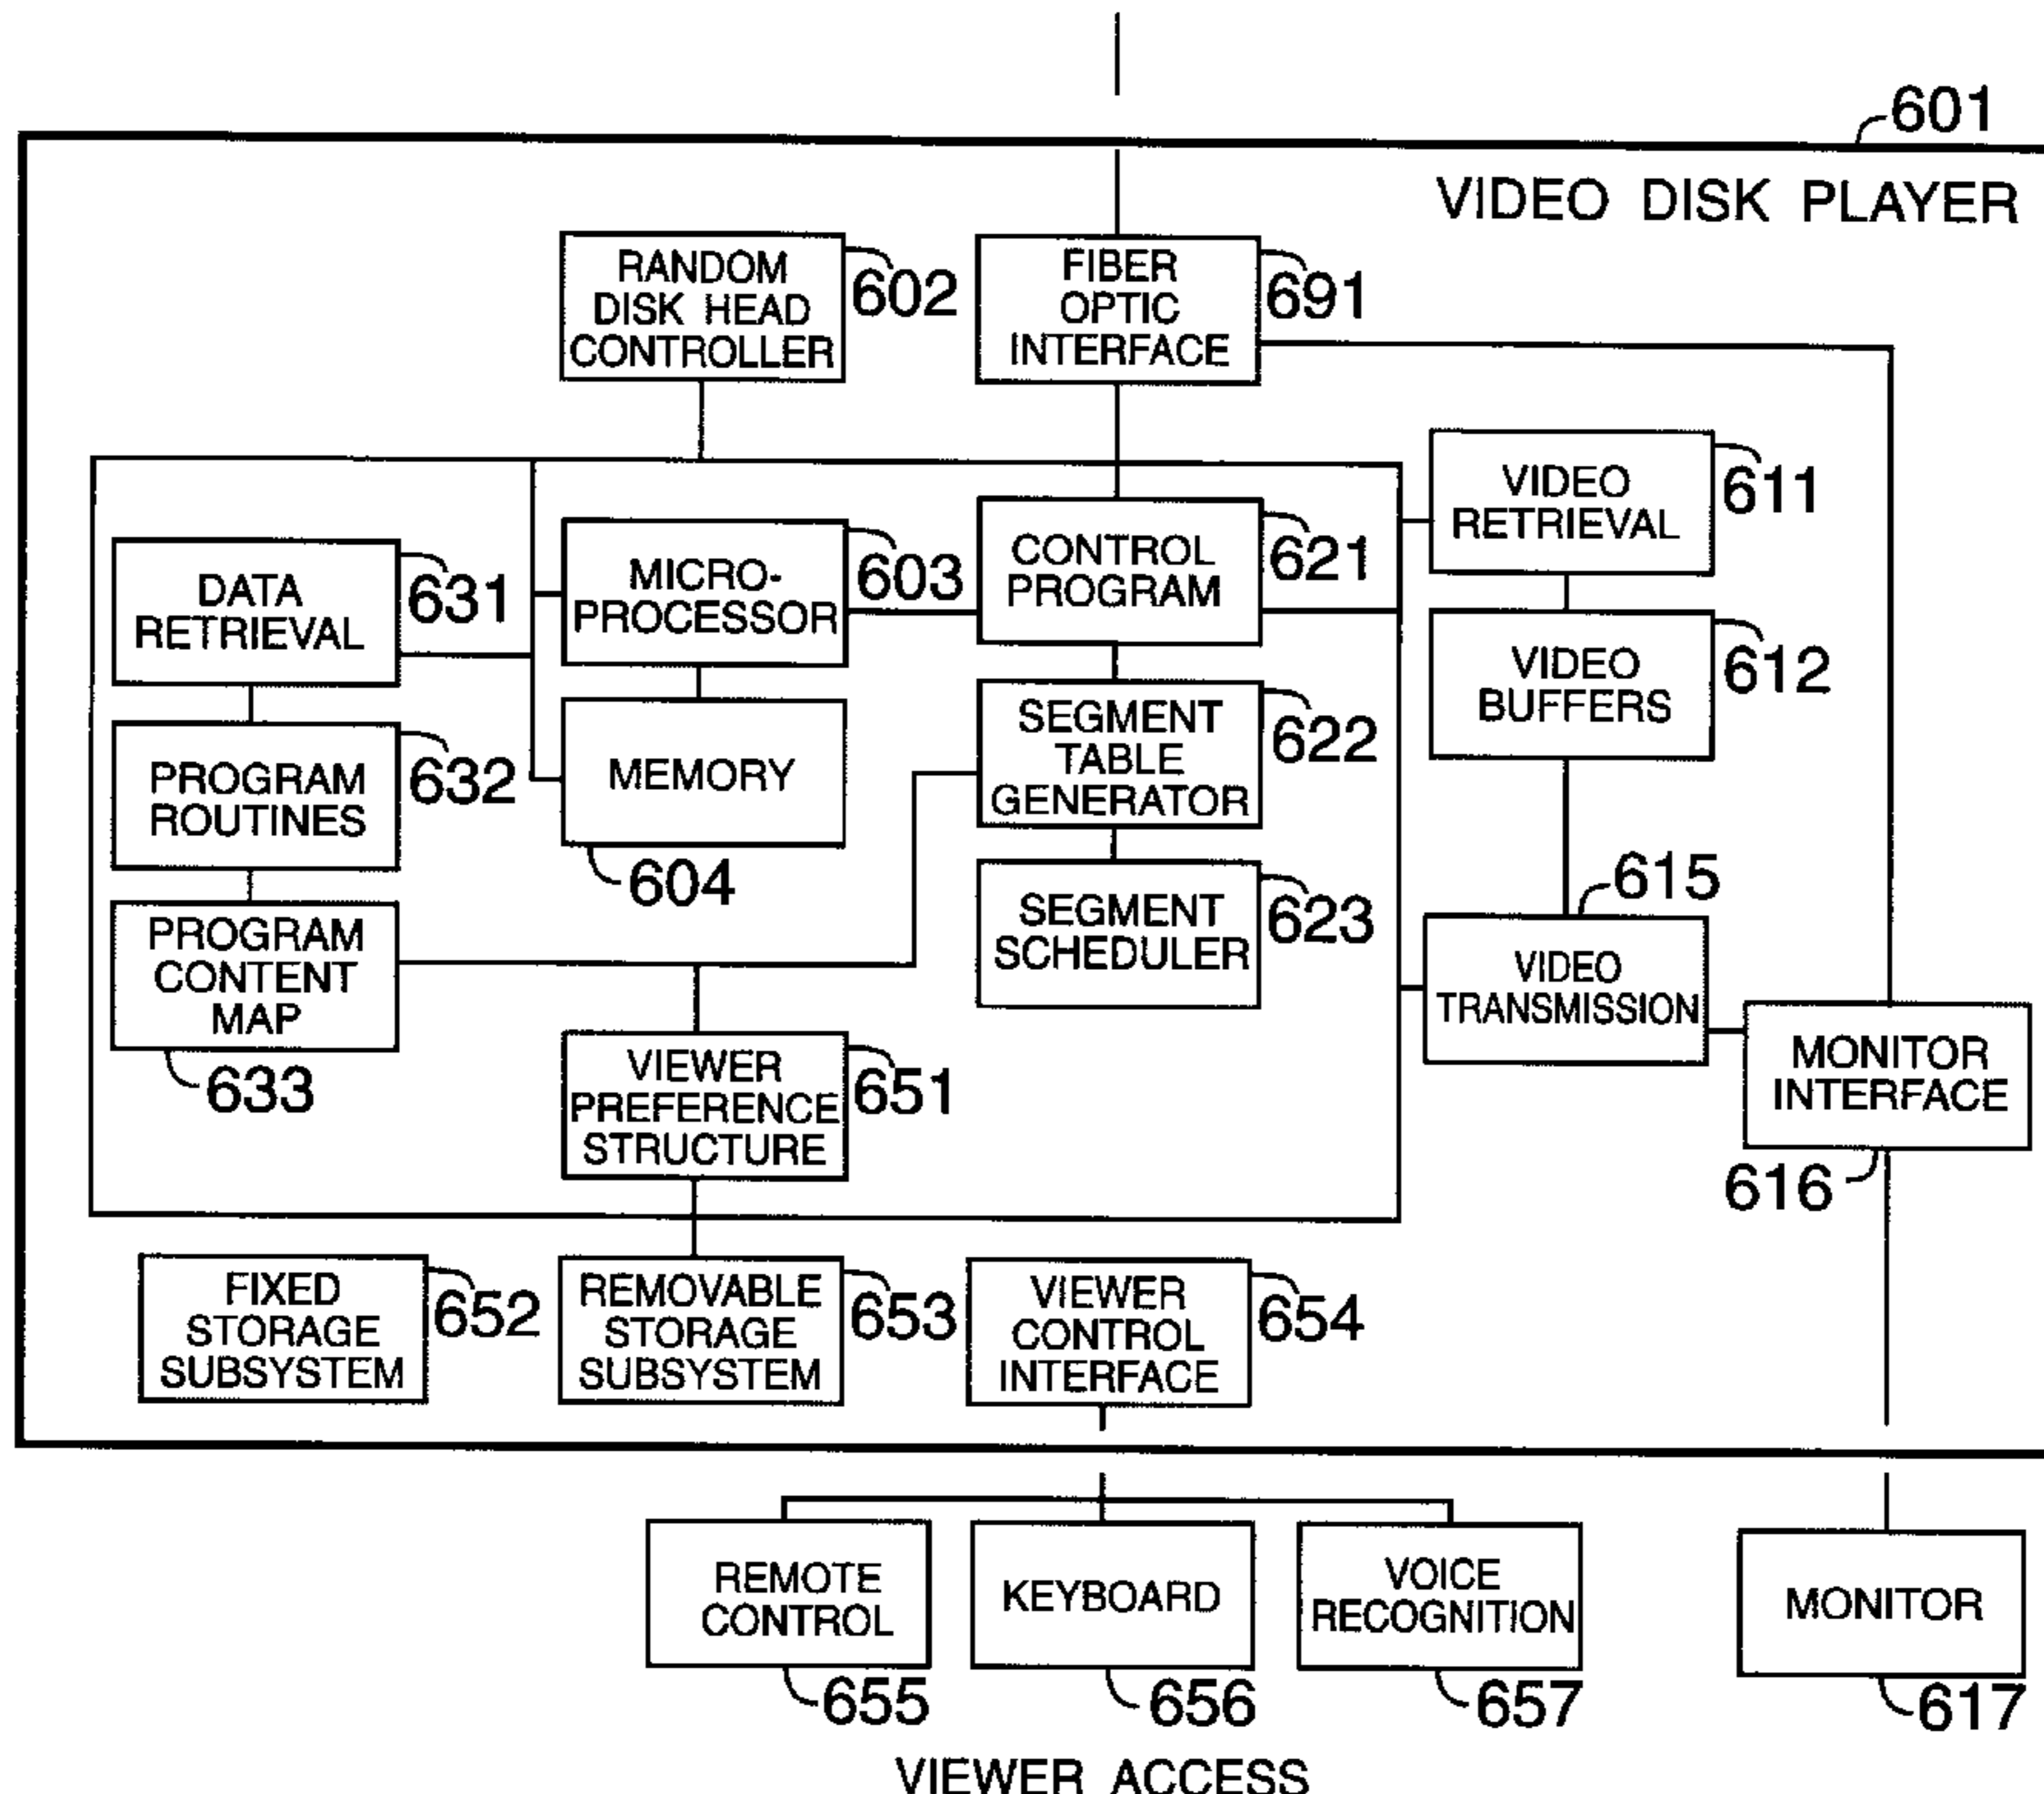 601
VIDEO DISK PLAYER
RANDOM
DISK HEAD
CONTROLLER
602
FIBER
OPTIC
INTERFACE
691
VIDEO
RETRIEVAL
611
DATA
RETRIEVAL
631
MICRO-
PROCESSOR
603
CONTROL
PROGRAM
621
VIDEO
BUFFERS
612
PROGRAM
ROUTINES
632
MEMORY
604
SEGMENT
TABLE
GENERATOR
622
SEGMENT
SCHEDULER
623
615
VIDEO
TRANSMISSION
PROGRAM
CONTENT
MAP
633
VIEWER
PREFERENCE
STRUCTURE
651
MONITOR
INTERFACE
616
FIXED
STORAGE
SUBSYSTEM
652
REMOVABLE
STORAGE
SUBSYSTEM
653
VIEWER
CONTROL
INTERFACE
654
REMOTE
CONTROL
655
KEYBOARD
656
VOICE
RECOGNITION
657
MONITOR
617
VIEWER ACCESS